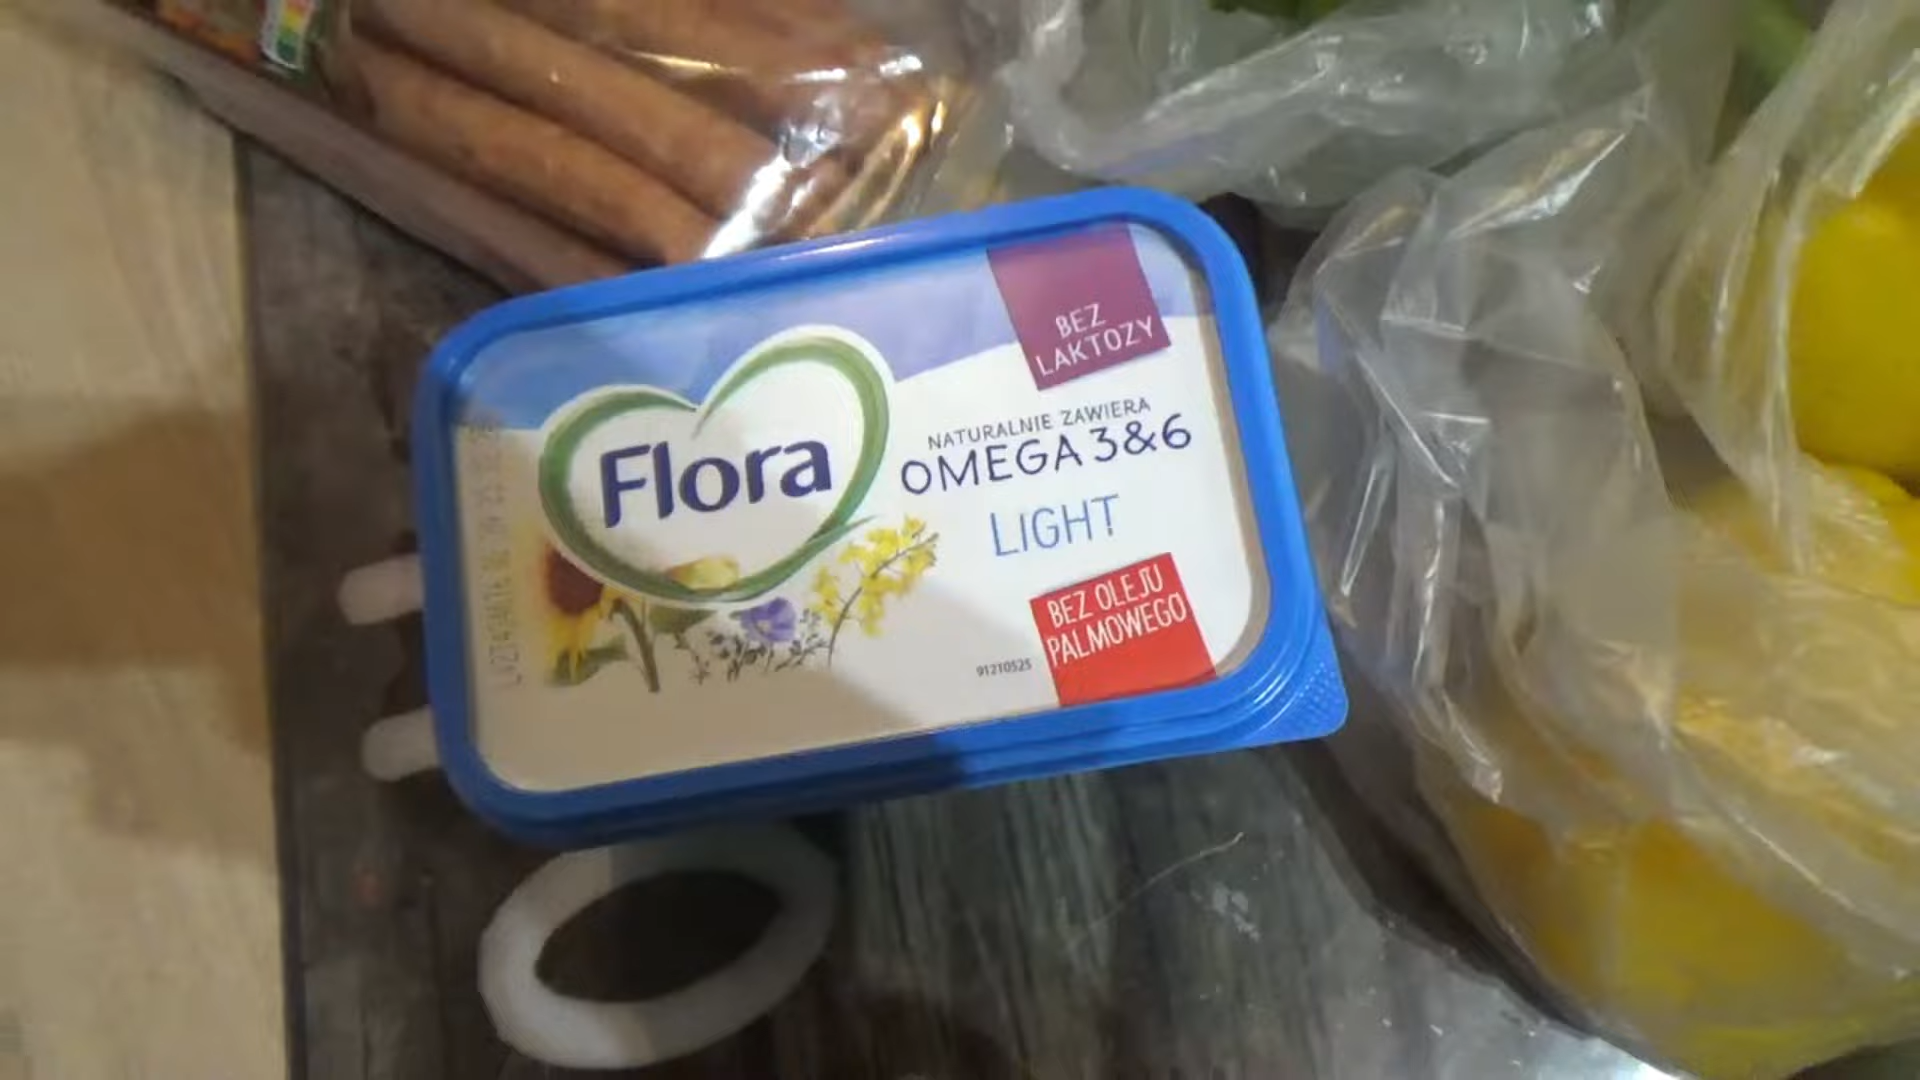 BEZ
LAKTOZY
Flora
NATURALNIE ZAWIERA
OMEGA 3&6
LIGHT
BEZ OLEJU
PALMOWEGO
91210525